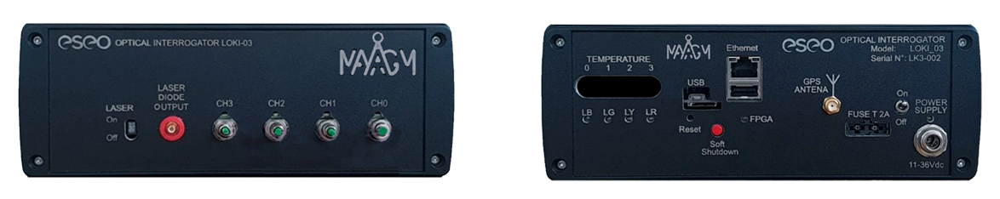 eseo OPTICAL INTERROGATOR LOKI-03
MAAGM
LASER
DIODE
OUTPUT
LASER
On
Off
CH3 CH2 CH1 CH0
eseo OPTICAL INTERROGATOR
Model: LOKI_03
Serial N°: LK3-002
MAAGM
Ethernet
TEMPERATURE
0 1 2 3
USB
GPS
ANTENA
On
Off
POWER
SUPPLY
LB LG LY LR
Reset
FPGA
FUSE T 2A
Soft
Shutdown
11-36Vdc